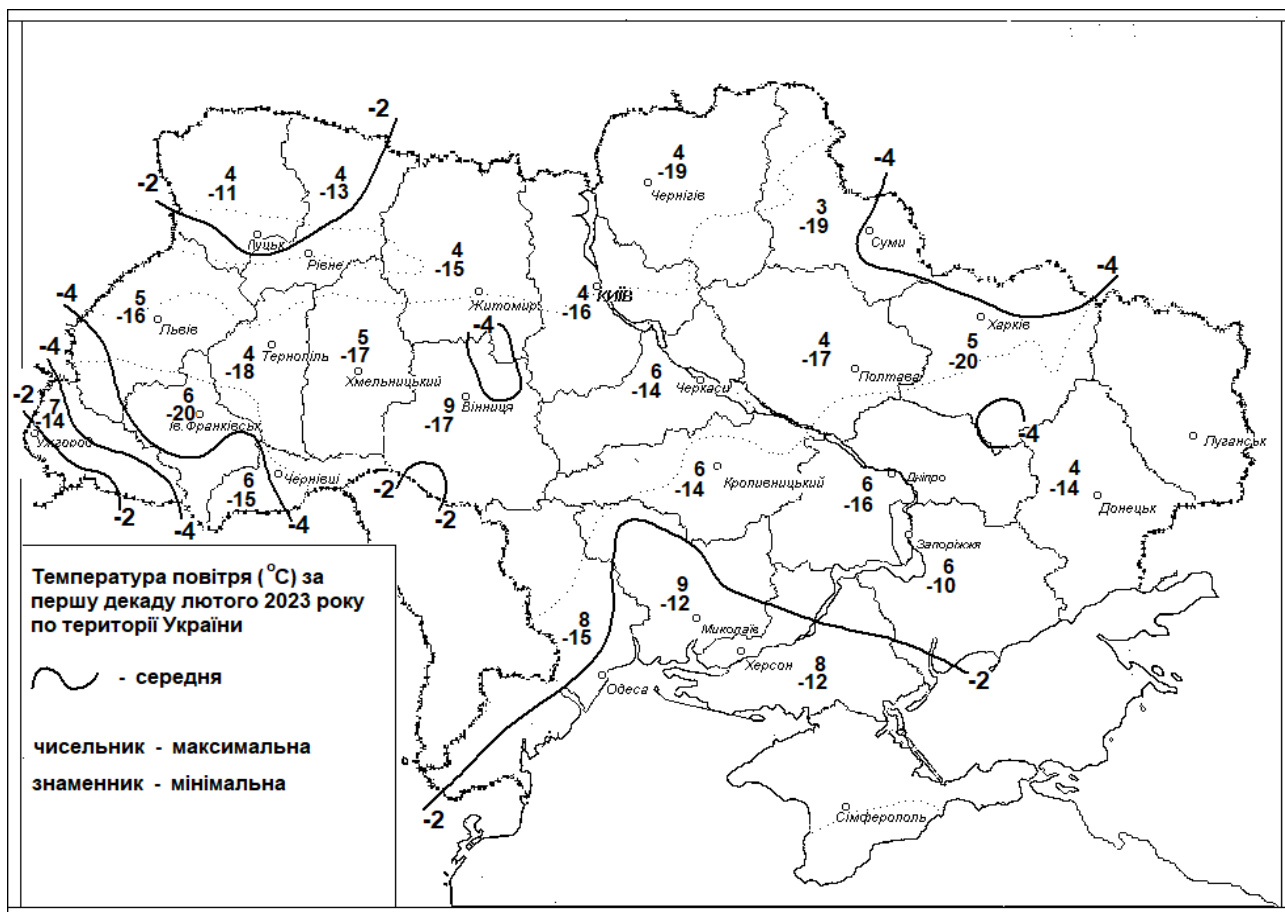 -2
4
-11
4
-13
-2
4
-19
Чернігів
-4
3
-19
Суми
Луцьк
Рівне
4
-15
Житомир
4
-16
КИЇВ
-4
-4
5
-16
Львів
-4
Харків
5
-20
4
-18
Тернопіль
5
-17
Хмельницький
-4
9
-17
Вінниця
6
-14
Черкаси
4
-17
Полтава
-4
-2
7
-14
Ужгород
6
-20
Ів. Франківськ
-4
Луганськ
6
-15
Чернівці
-2
-4
-4
-2
-2
6
-14
Кропивницький
6
-16
Дніпро
4
-14
Донецьк
Запоріжжя
6
-10
Температура повітря (°С) за
першу декаду лютого 2023 року
по території України
- середня
чисельник - максимальна
знаменник - мінімальна
8
-15
9
-12
Миколаїв
Херсон
8
-12
-2
Одеса
-2
Сімферополь